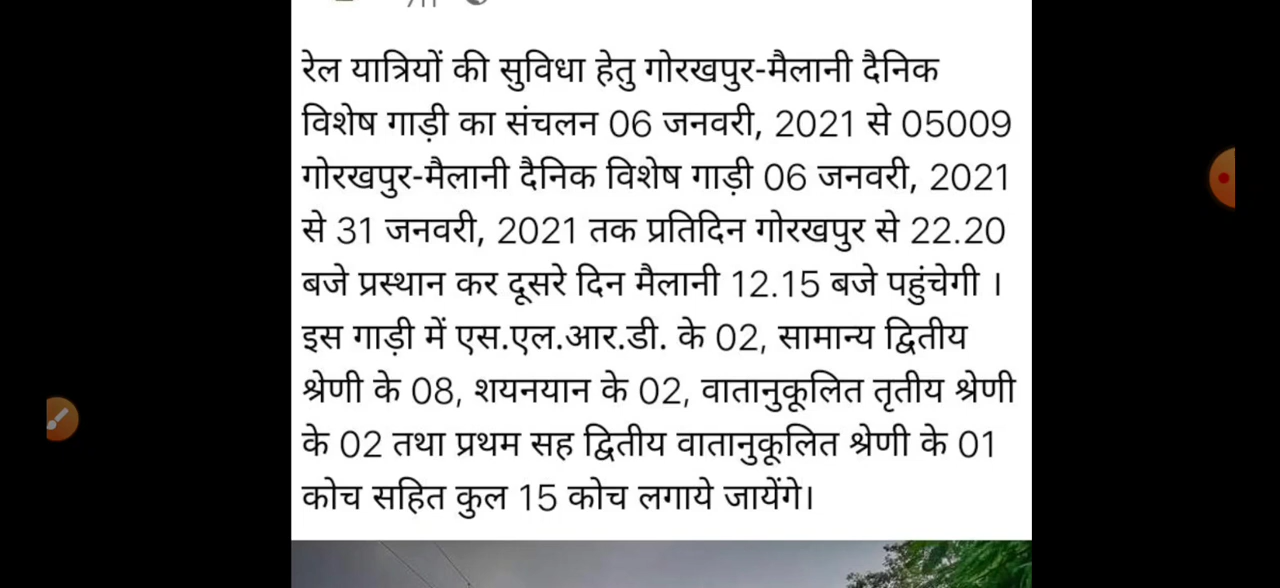 रेल यात्रियों की सुविधा हेतु गोरखपुर-मैलानी दैनिक
विशेष गाड़ी का संचलन 06 जनवरी, 2021 से 05009
गोरखपुर-मैलानी दैनिक विशेष गाड़ी 06 जनवरी, 2021
से 31 जनवरी, 2021 तक प्रतिदिन गोरखपुर से 22.20
बजे प्रस्थान कर दूसरे दिन मैलानी 12.15 बजे पहुंचेगी ।
इस गाड़ी में एस.एल.आर.डी. के 02, सामान्य द्वितीय
श्रेणी के 08, शयनयान के 02, वातानुकूलित तृतीय श्रेणी
के 02 तथा प्रथम सह द्वितीय वातानुकूलित श्रेणी के 01
कोच सहित कुल 15 कोच लगाये जायेंगे।